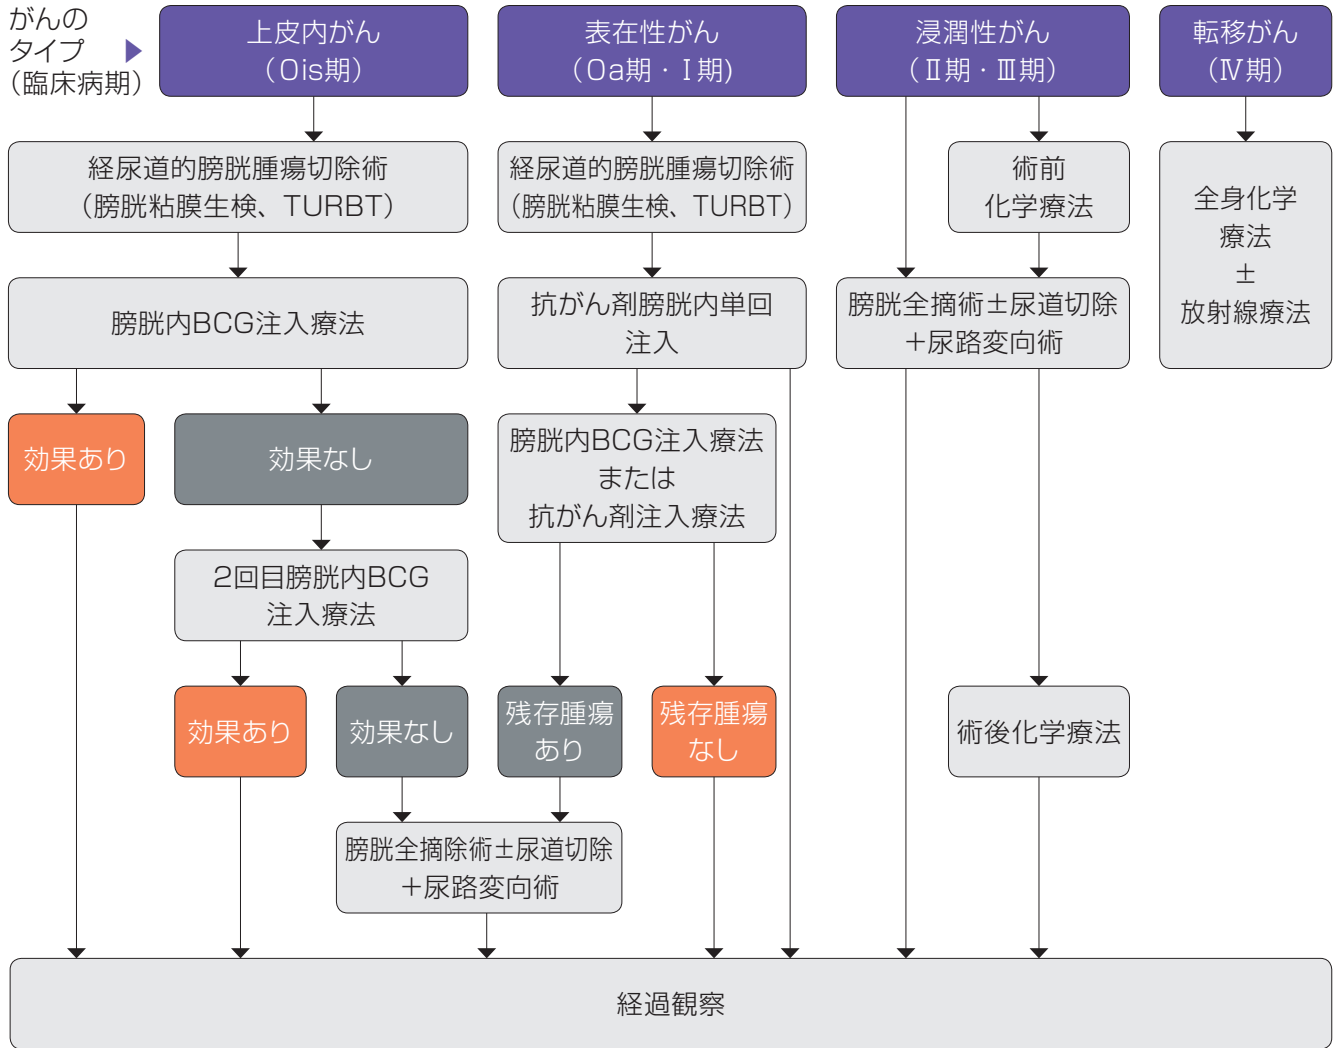 がんの
タイプ ▶
(臨床病期)
上皮内がん
(0is期)
表在性がん
(0a期・Ⅰ期)
浸潤性がん
(Ⅱ期・Ⅲ期)
転移がん
(Ⅳ期)
経尿道的膀胱腫瘍切除術
(膀胱粘膜生検、TURBT)
経尿道的膀胱腫瘍切除術
(膀胱粘膜生検、TURBT)
術前
化学療法
全身化学
療法
±
放射線療法
膀胱内BCG注入療法
抗がん剤膀胱内単回
注入
膀胱全摘術±尿道切除
+尿路変向術
効果あり
効果なし
膀胱内BCG注入療法
または
抗がん剤注入療法
2回目膀胱内BCG
注入療法
効果あり
効果なし
残存腫瘍
あり
残存腫瘍
なし
術後化学療法
膀胱全摘除術±尿道切除
+尿路変向術
経過観察